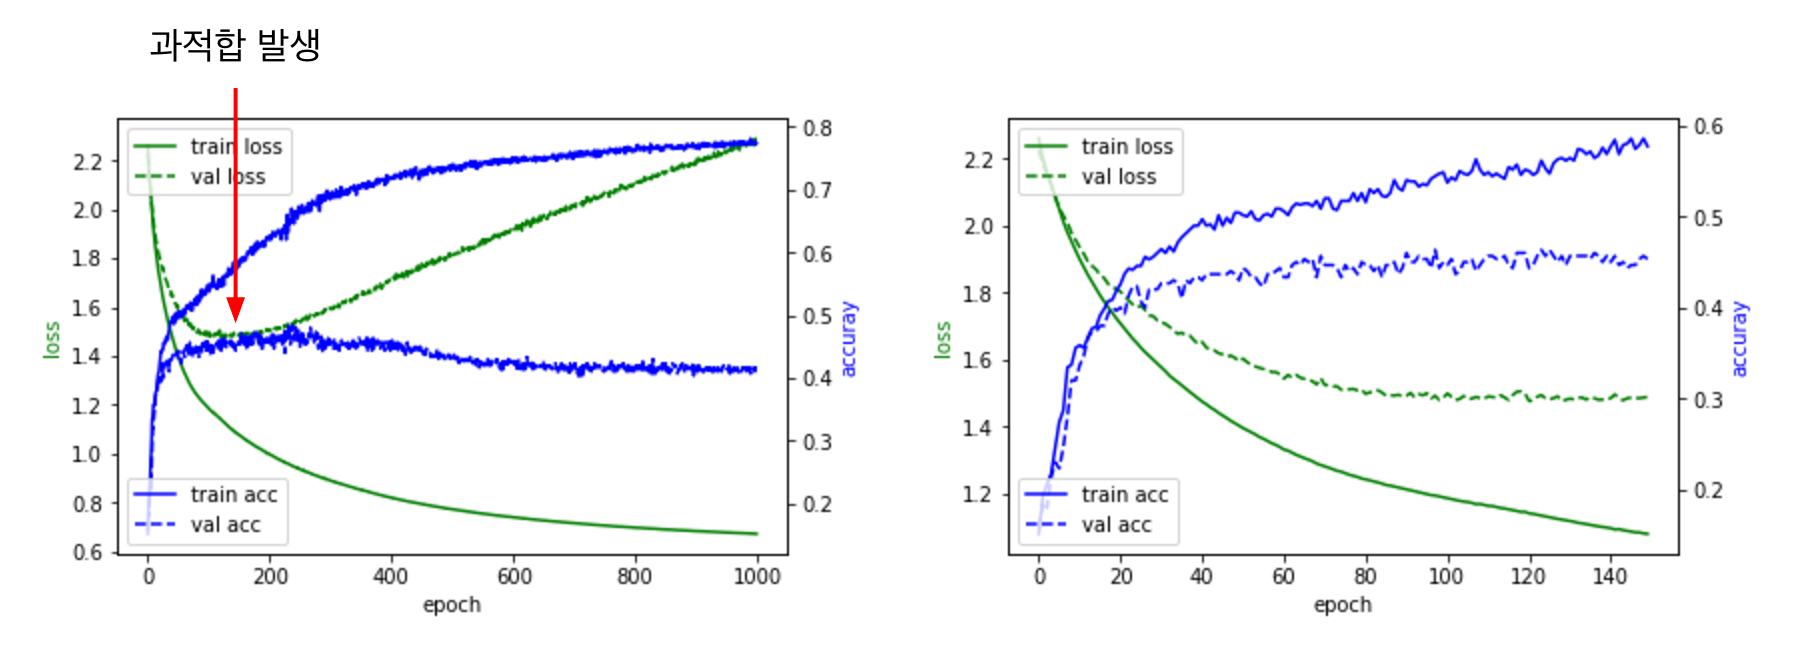 과적합 발생
train loss
val loss
train acc
val acc
2.2
2.0
1.8
1.6
1.4
1.2
1.0
0.8
0.6
loss
0.8
0.7
0.6
0.5
0.4
0.3
0.2
accuray
0 200 400 600 800 1000
epoch
train loss
val loss
train acc
val acc
2.2
2.0
1.8
1.6
1.4
1.2
loss
0.6
0.5
0.4
0.3
0.2
accuray
0 20 40 60 80 100 120 140
epoch